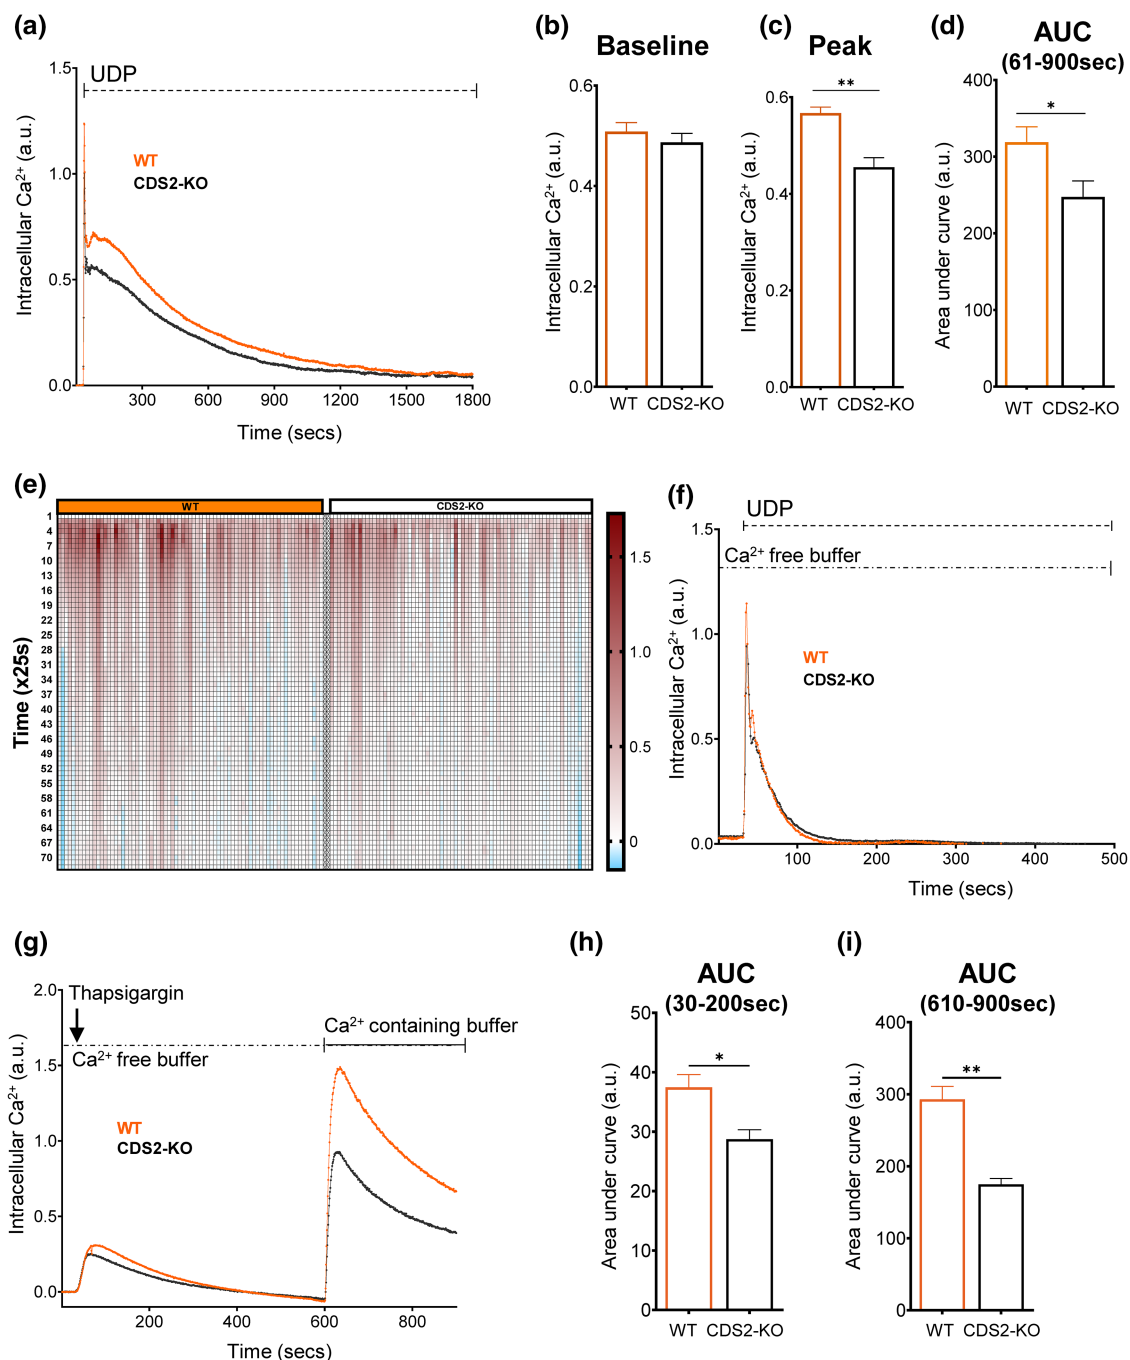 (a)
UDP
WT
CDS2-KO
Intracellular Ca²⁺ (a.u.)
1.5
1.0
0.5
0.0
300 600 900 1200 1500 1800
Time (secs)
(b)
Baseline
Intracellular Ca²⁺ (a.u.)
0.6
0.4
0.2
0.0
WT CDS2-KO
(c)
Peak
**
Intracellular Ca²⁺ (a.u.)
0.6
0.4
0.2
0.0
WT CDS2-KO
(d)
AUC
(61-900sec)
*
Area under curve (a.u.)
400
300
200
100
0
WT CDS2-KO
(e)
WT CDS2-KO
Time (x25s)
1
4
7
10
13
16
19
22
25
28
31
34
37
40
43
46
49
52
55
58
61
64
67
70
1.5
1.0
0.5
0
(f)
UDP
Ca²⁺ free buffer
WT
CDS2-KO
Intracellular Ca²⁺ (a.u.)
1.5
1.0
0.5
0.0
100 200 300 400 500
Time (secs)
(g)
Thapsigargin
Ca²⁺ containing buffer
Ca²⁺ free buffer
WT
CDS2-KO
Intracellular Ca²⁺ (a.u.)
2.0
1.5
1.0
0.5
0.0
200 400 600 800
Time (secs)
(h)
AUC
(30-200sec)
*
Area under curve (a.u.)
50
40
30
20
10
0
WT CDS2-KO
(i)
AUC
(610-900sec)
**
Area under curve (a.u.)
400
300
200
100
0
WT CDS2-KO